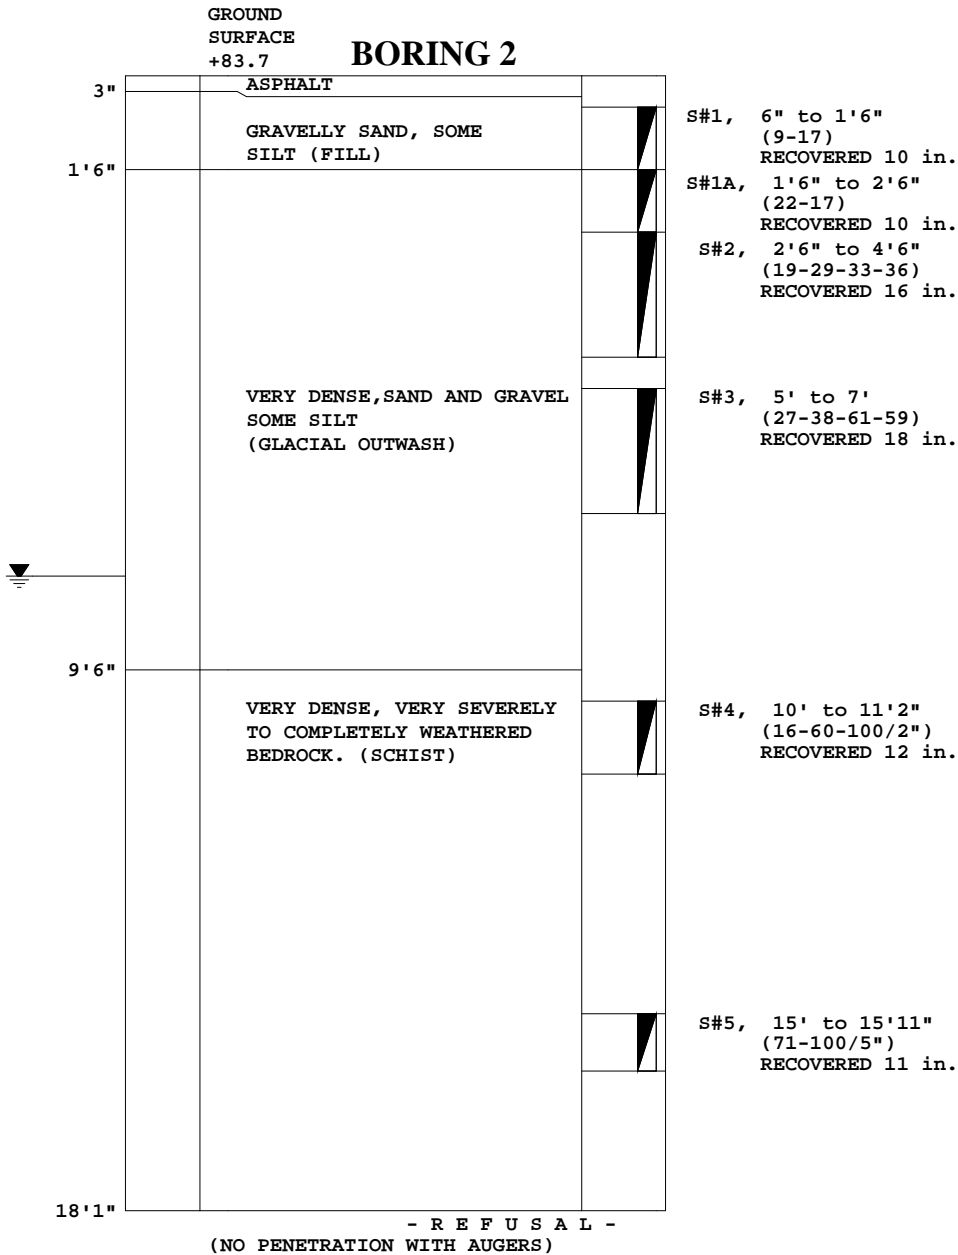 GROUND
SURFACE
+83.7
BORING 2
3"
ASPHALT
GRAVELLY SAND, SOME
SILT (FILL)
1'6"
S#1, 6" to 1'6"
(9-17)
RECOVERED 10 in.
S#1A, 1'6" to 2'6"
(22-17)
RECOVERED 10 in.
S#2, 2'6" to 4'6"
(19-29-33-36)
RECOVERED 16 in.
VERY DENSE,SAND AND GRAVEL
SOME SILT
(GLACIAL OUTWASH)
S#3, 5' to 7'
(27-38-61-59)
RECOVERED 18 in.
9'6"
VERY DENSE, VERY SEVERELY
TO COMPLETELY WEATHERED
BEDROCK. (SCHIST)
S#4, 10' to 11'2"
(16-60-100/2")
RECOVERED 12 in.
S#5, 15' to 15'11"
(71-100/5")
RECOVERED 11 in.
18'1"
- R E F U S A L -
(NO PENETRATION WITH AUGERS)